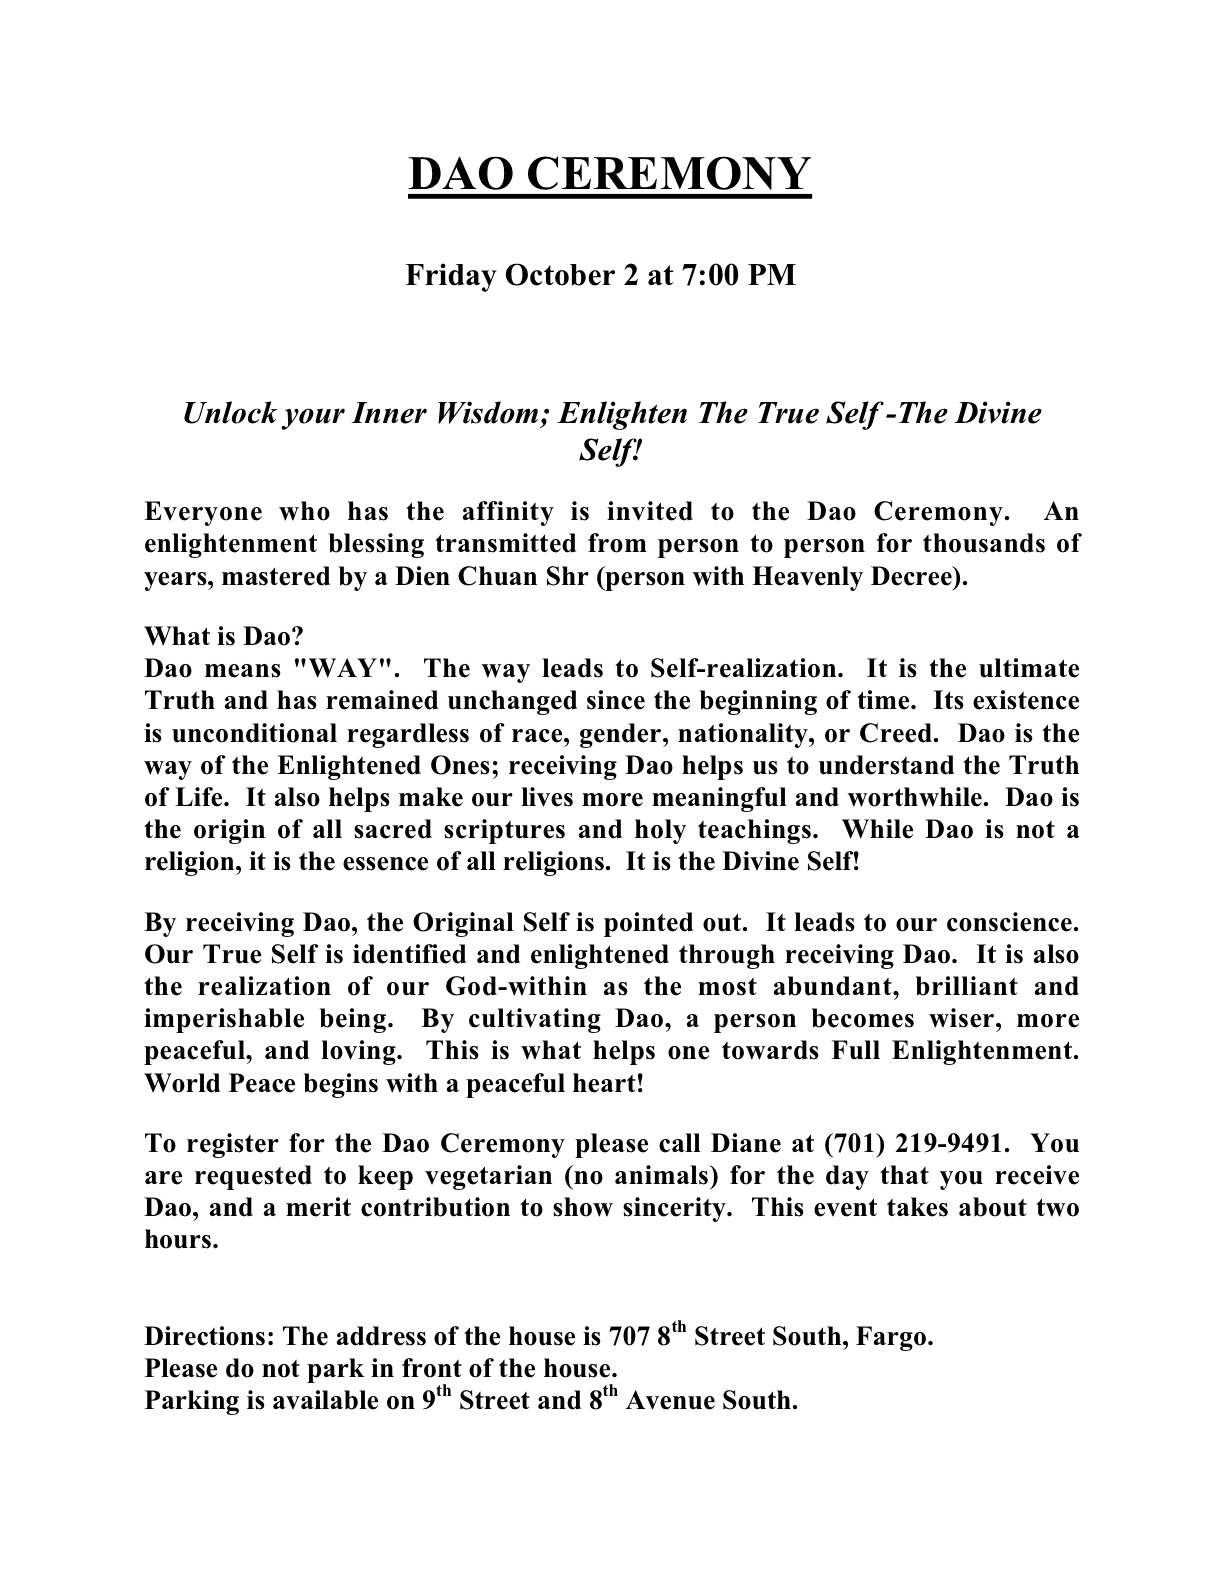 DAO CEREMONY
Friday October 2 at 7:00 PM
Unlock your Inner Wisdom; Enlighten The True Self -The Divine
Self!
Everyone who has the affinity is invited to the Dao Ceremony. An
enlightenment blessing transmitted from person to person for thousands of
years, mastered by a Dien Chuan Shr (person with Heavenly Decree).
What is Dao?
Dao means "WAY". The way leads to Self-realization. It is the ultimate
Truth and has remained unchanged since the beginning of time. Its existence
is unconditional regardless of race, gender, nationality, or Creed. Dao is the
way of the Enlightened Ones; receiving Dao helps us to understand the Truth
of Life. It also helps make our lives more meaningful and worthwhile. Dao is
the origin of all sacred scriptures and holy teachings. While Dao is not a
religion, it is the essence of all religions. It is the Divine Self!
By receiving Dao, the Original Self is pointed out. It leads to our conscience.
Our True Self is identified and enlightened through receiving Dao. It is also
the realization of our God-within as the most abundant, brilliant and
imperishable being. By cultivating Dao, a person becomes wiser, more
peaceful, and loving. This is what helps one towards Full Enlightenment.
World Peace begins with a peaceful heart!
To register for the Dao Ceremony please call Diane at (701) 219-9491. You
are requested to keep vegetarian (no animals) for the day that you receive
Dao, and a merit contribution to show sincerity. This event takes about two
hours.
Directions: The address of the house is 707 8th Street South, Fargo.
Please do not park in front of the house.
Parking is available on 9th Street and 8th Avenue South.